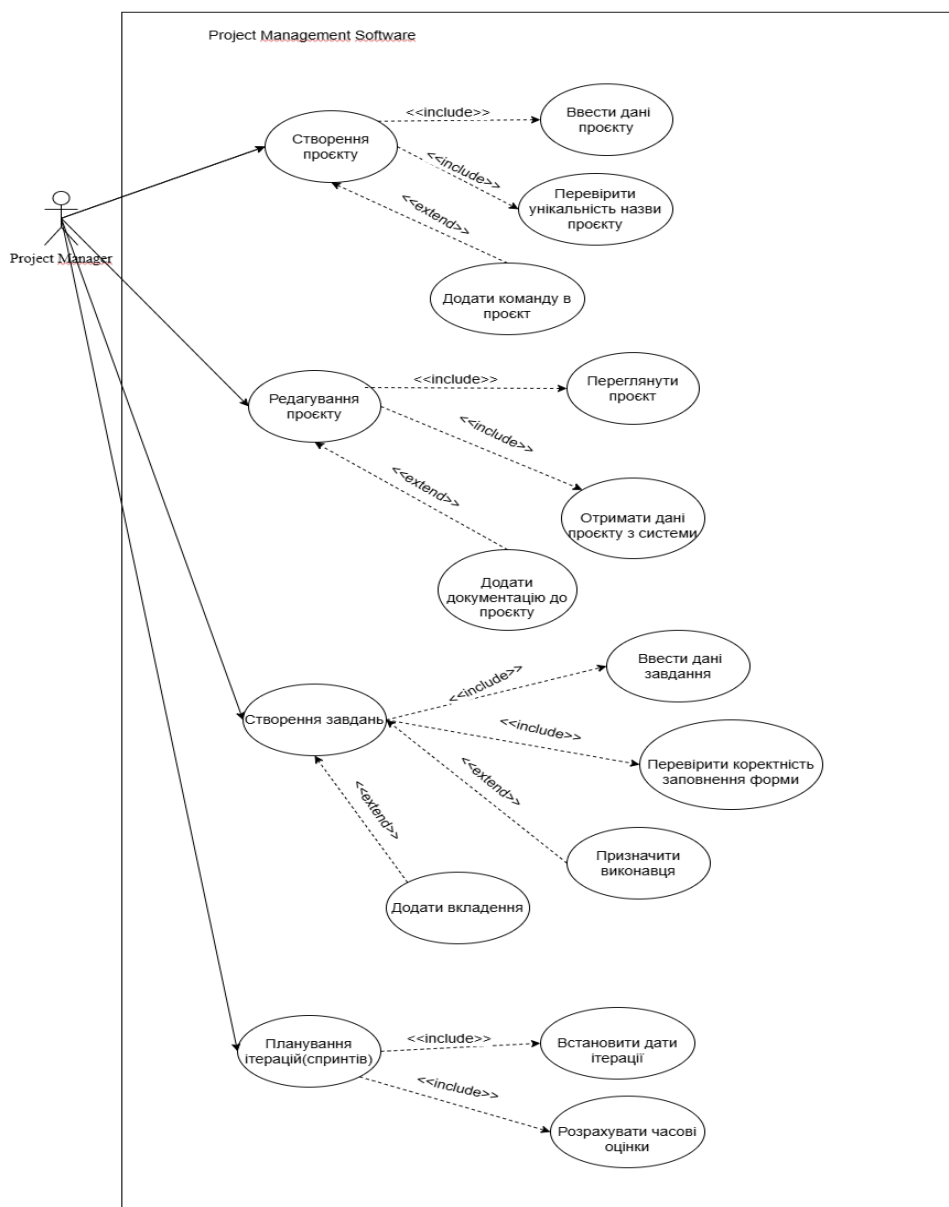 Project Management Software
<<include>>
Ввести дані
проєкту
Створення
проєкту
<<include>>
Перевірити
унікальність назви
проєкту
<<extend>>
Project Manager
Додати команду в
проєкт
<<include>>
Переглянути
проєкт
Редагування
проєкту
<<include>>
<<extend>>
Отримати дані
проєкту з системи
Додати
документацію до
проєкту
Ввести дані
завдання
<<include>>
Створення завдань
<<include>>
Перевірити коректність
заповнення форми
<<extend>>
<<extend>>
Призначити
виконавця
Додати вкладення
Планування
ітерацій(спринтів)
<<include>>
Встановити дати
ітерації
<<include>>
Розрахувати часові
оцінки